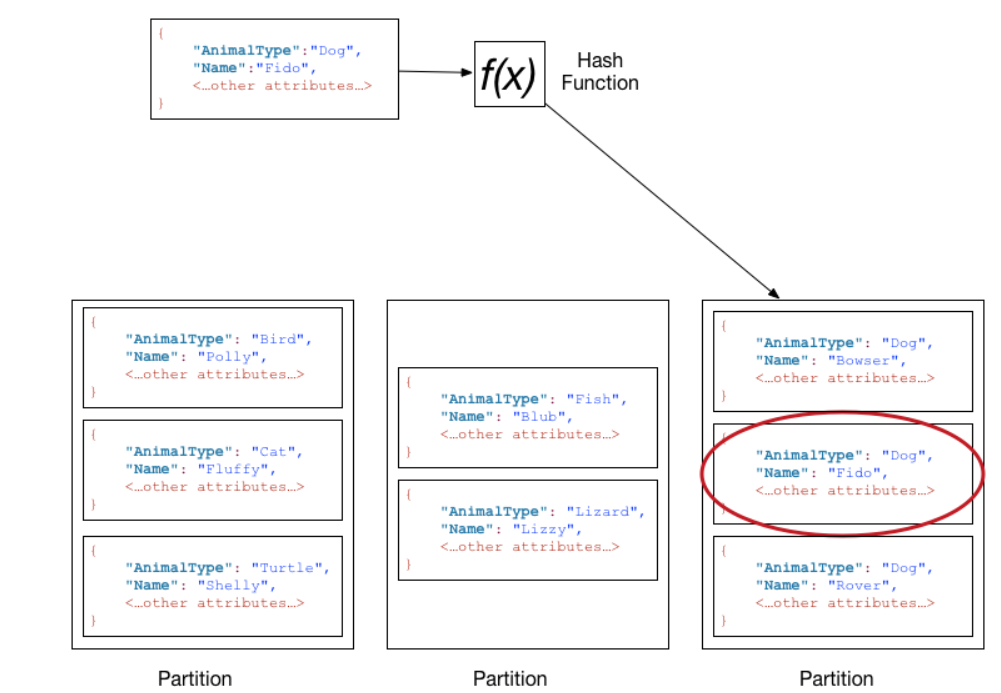 {
"AnimalType":"Dog",
"Name":"Fido",
<…other attributes…>
}
f(x)
Hash
Function
{
"AnimalType": "Bird",
"Name": "Polly",
<…other attributes…>
}
{
"AnimalType": "Cat",
"Name": "Fluffy",
<…other attributes…>
}
{
"AnimalType": "Turtle",
"Name": "Shelly",
<…other attributes…>
}
Partition
{
"AnimalType": "Fish",
"Name": "Blub",
<…other attributes…>
}
{
"AnimalType": "Lizard",
"Name": "Lizzy",
<…other attributes…>
}
Partition
{
"AnimalType": "Dog",
"Name": "Bowser",
<…other attributes…>
}
{
"AnimalType": "Dog",
"Name": "Fido",
<…other attributes…>
}
{
"AnimalType": "Dog",
"Name": "Rover",
<…other attributes…>
}
Partition